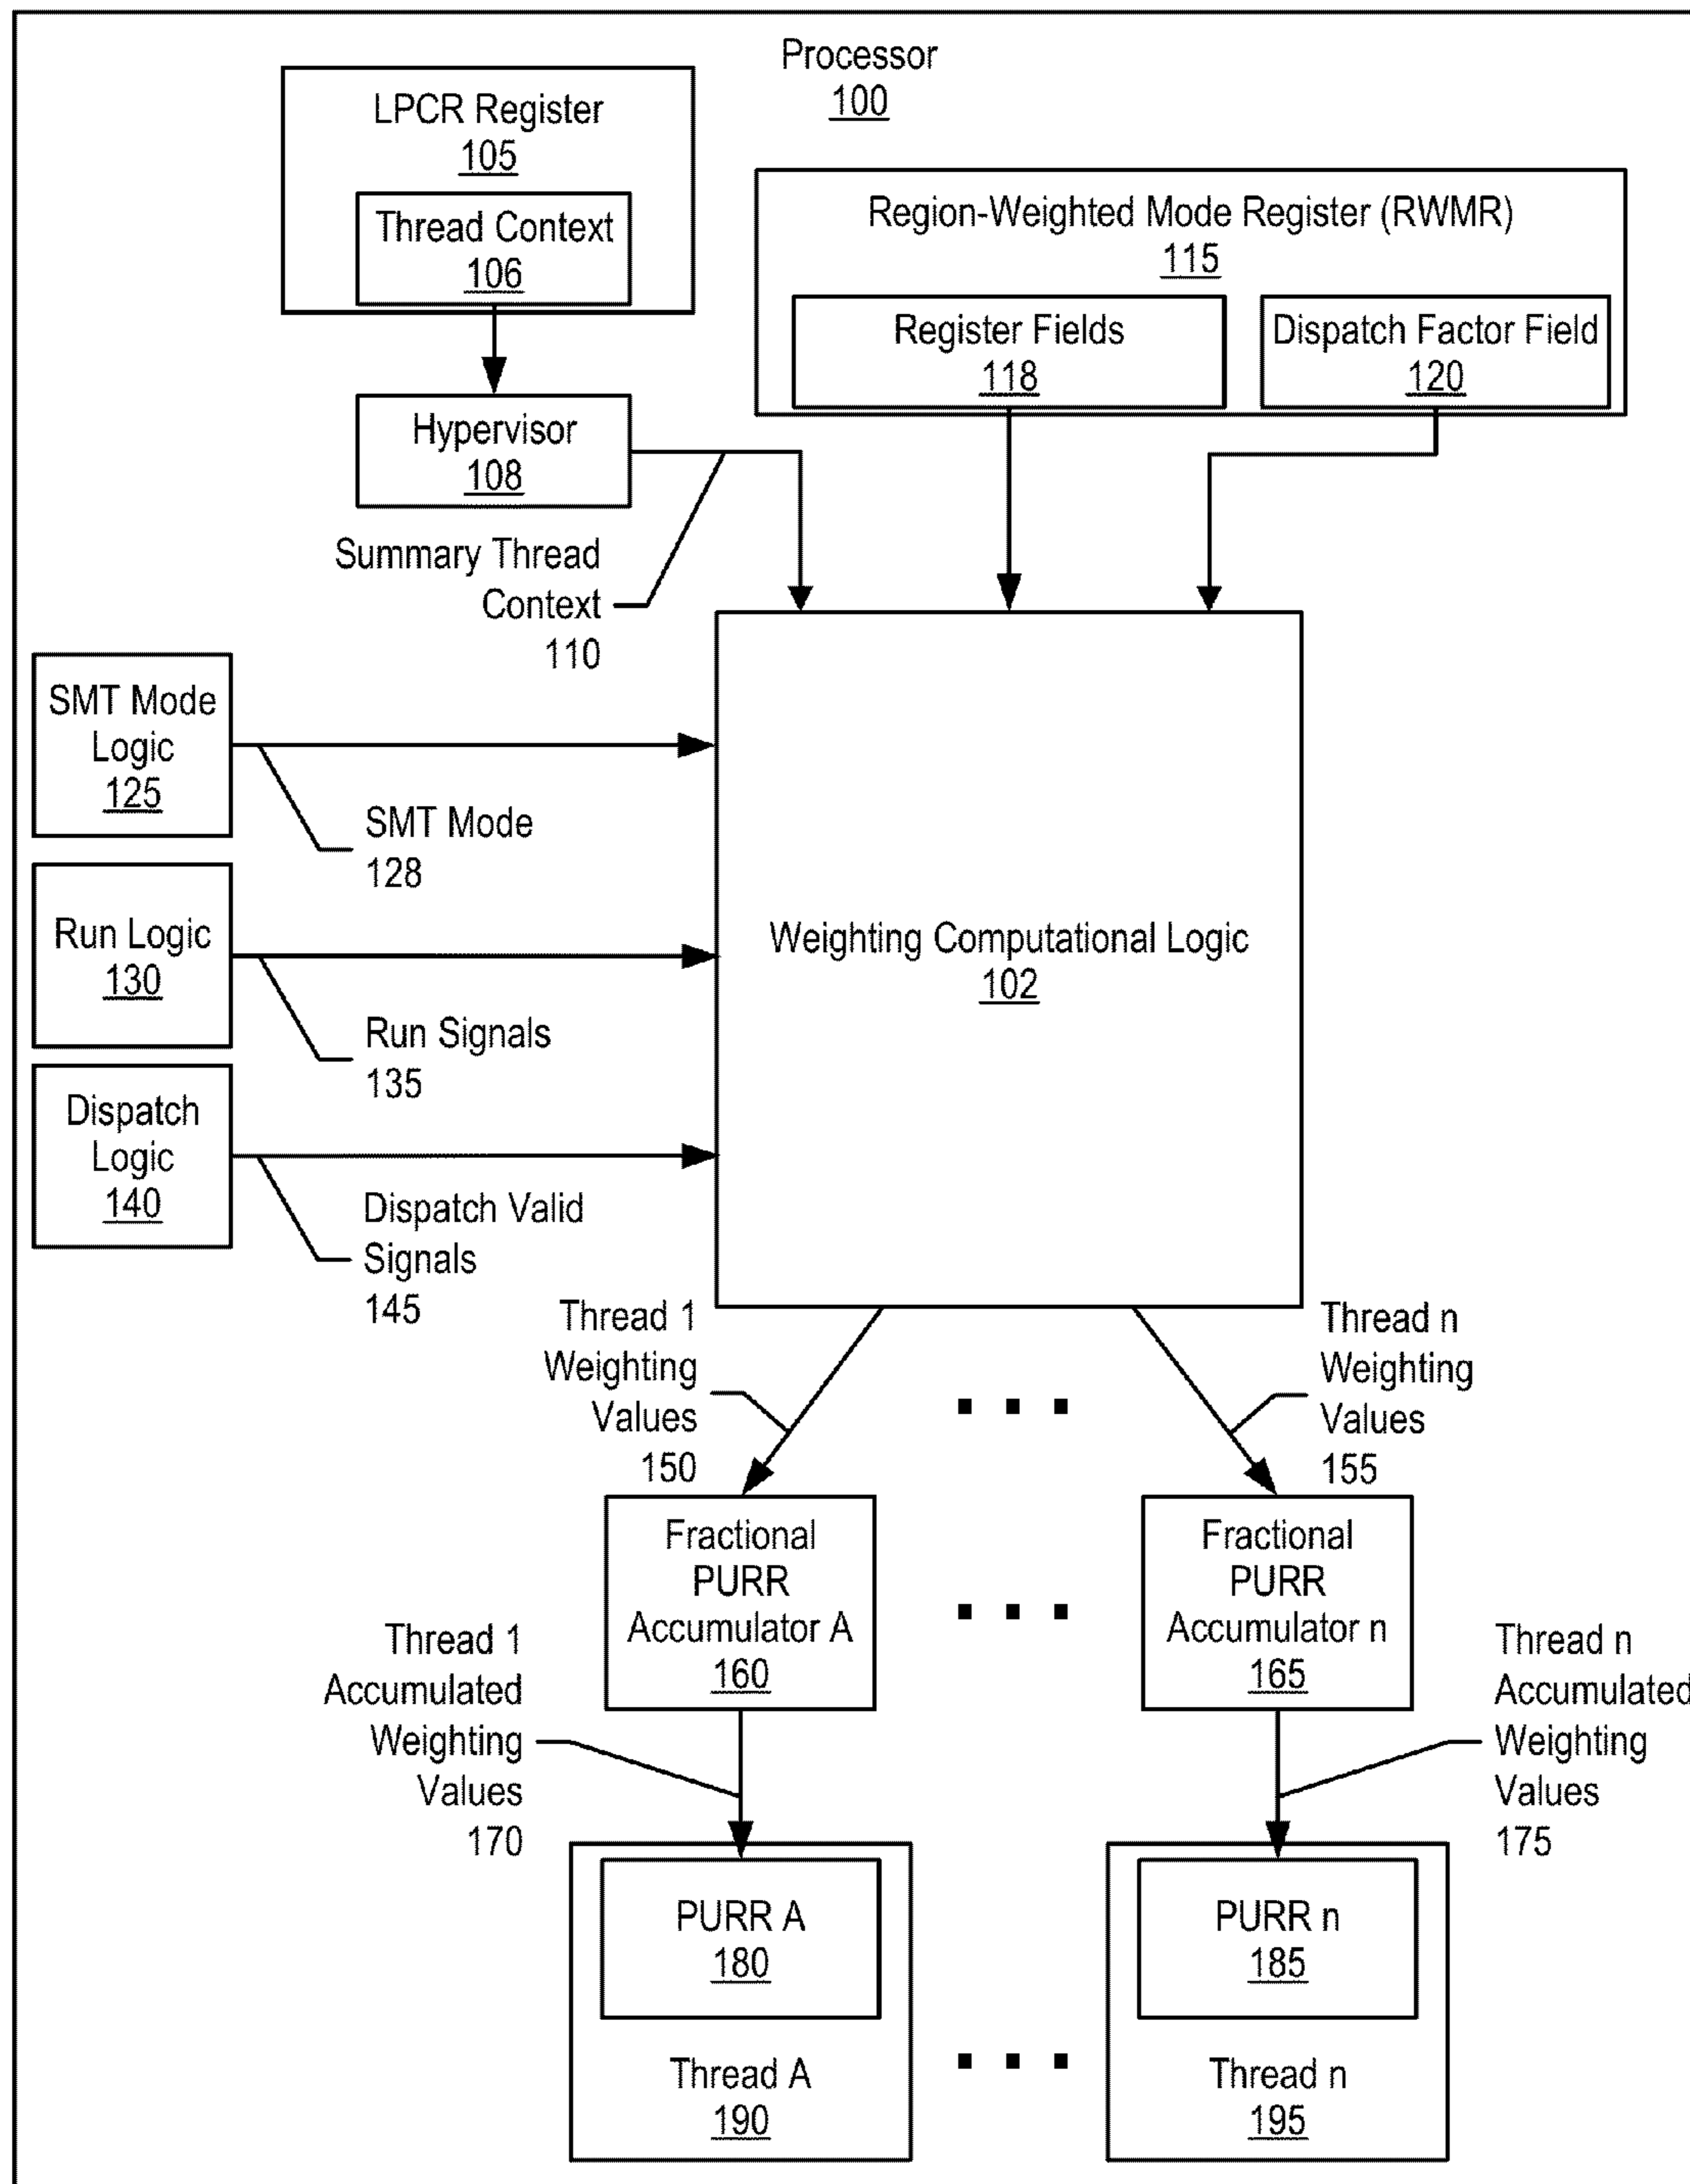 Processor
100
LPCR Register
105
Thread Context
106
Region-Weighted Mode Register (RWMR)
115
Register Fields
118
Dispatch Factor Field
120
Hypervisor
108
Summary Thread
Context
110
SMT Mode
Logic
125
SMT Mode
128
Run Logic
130
Run Signals
135
Dispatch
Logic
140
Dispatch Valid
Signals
145
Weighting Computational Logic
102
Thread 1
Weighting
Values
150
Thread n
Weighting
Values
155
Fractional
PURR
Accumulator A
160
Fractional
PURR
Accumulator n
165
Thread 1
Accumulated
Weighting
Values
170
Thread n
Accumulated
Weighting
Values
175
PURR A
180
Thread A
190
PURR n
185
Thread n
195